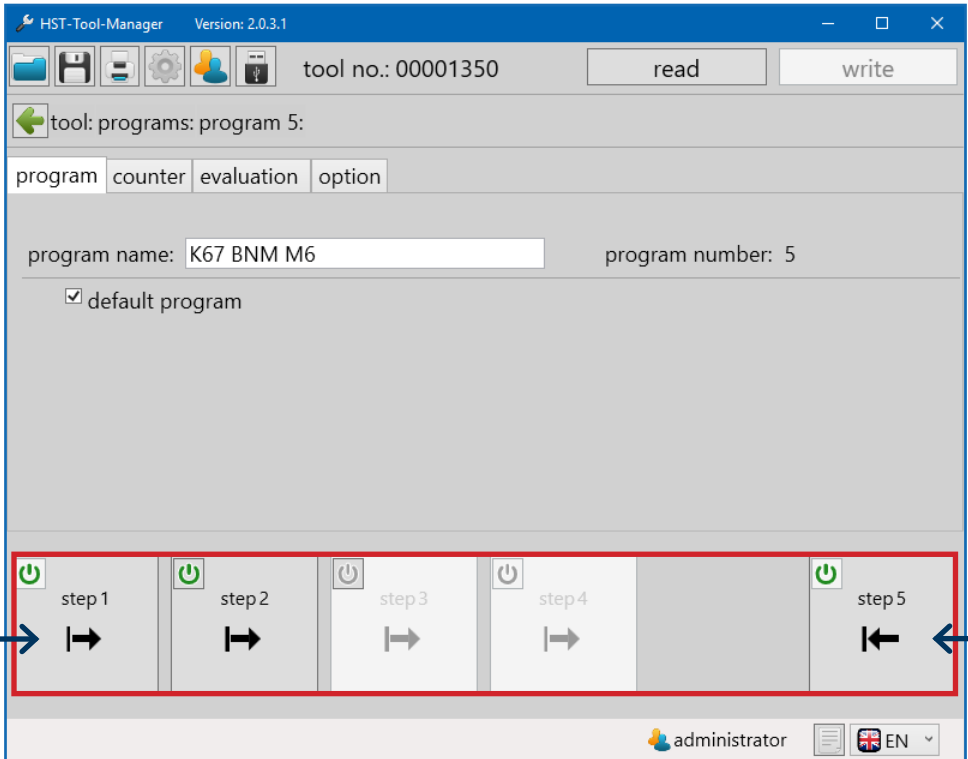 HST-Tool-Manager Version: 2.0.3.1
tool no.: 00001350 read write
tool: programs: program 5:
program counter evaluation option
program name: K67 BNM M6 program number: 5
default program
step 1 step 2 step 3 step 4 step 5
administrator EN